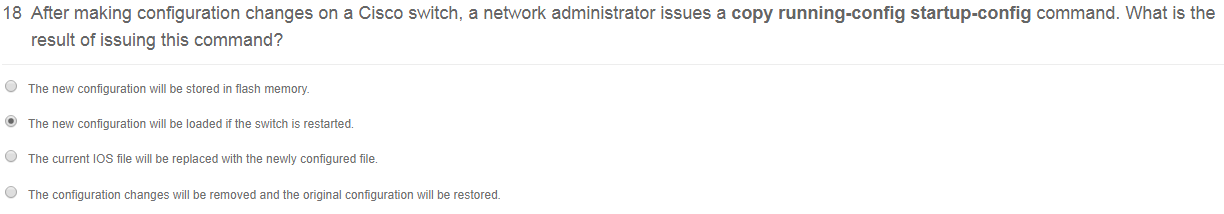 18 After making configuration changes on a Cisco switch, a network administrator issues a copy running-config startup-config command. What is the
result of issuing this command?
The new configuration will be stored in flash memory.
The new configuration will be loaded if the switch is restarted.
The current IOS file will be replaced with the newly configured file.
The configuration changes will be removed and the original configuration will be restored.